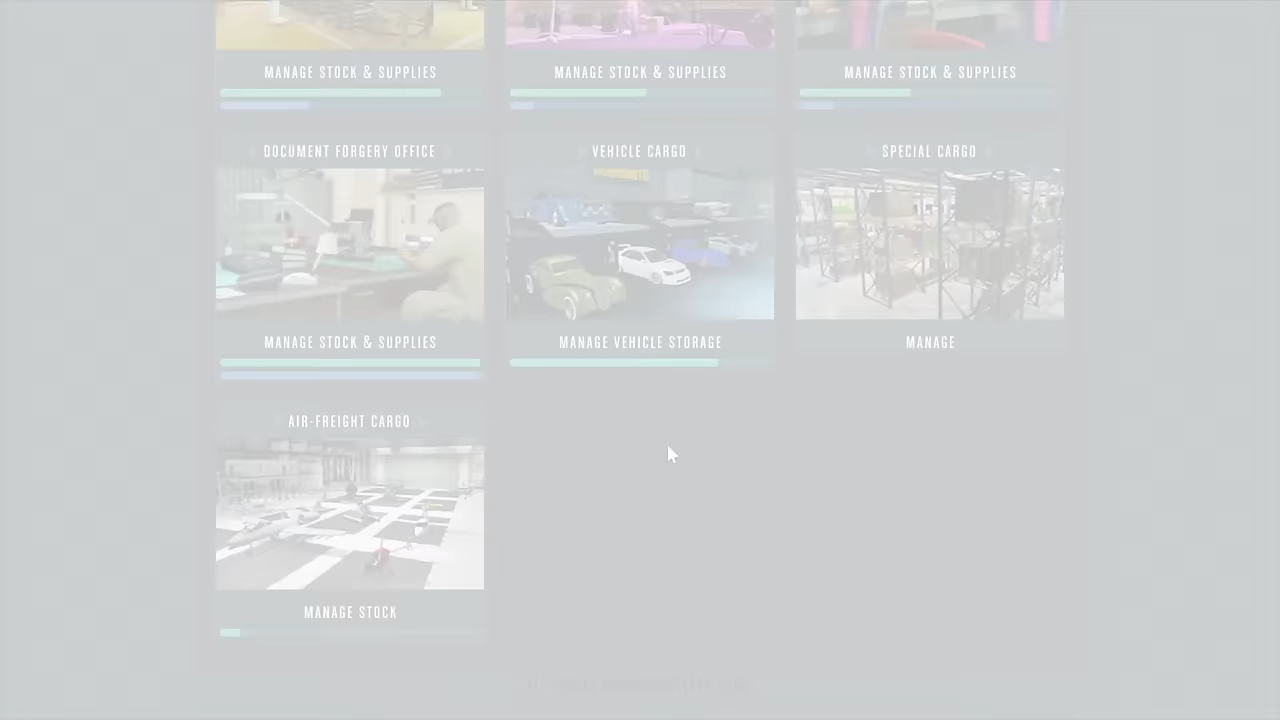 MANAGE STOCK & SUPPLIES MANAGE STOCK & SUPPLIES MANAGE STOCK & SUPPLIES
DOCUMENT FORGERY OFFICE VEHICLE CARGO SPECIAL CARGO
MANAGE STOCK & SUPPLIES MANAGE VEHICLE STORAGE MANAGE
AIR-FREIGHT CARGO
MANAGE STOCK